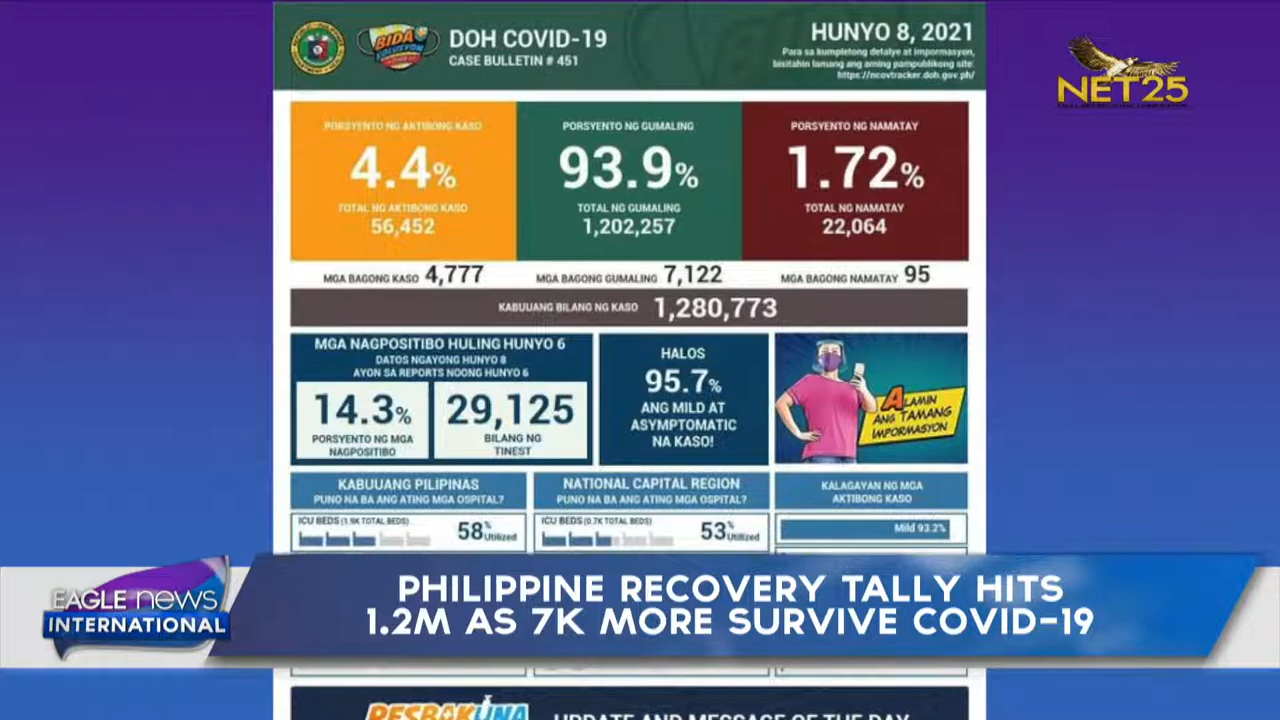 BIDA
SOLUSYON
DOH COVID-19
CASE BULLETIN # 451
HUNYO 8, 2021
Para sa kumpletong detalye at impormasyon,
bisitahin lamang ang aming pampublikong site:
https://ncovtracker.doh.gov.ph/
NET25
PORSYENTO NG AKTIBONG KASO
4.4%
TOTAL NG AKTIBONG KASO
56,452
PORSYENTO NG GUMALING
93.9%
TOTAL NG GUMALING
1,202,257
PORSYENTO NG NAMATAY
1.72%
TOTAL NG NAMATAY
22,064
MGA BAGONG KASO 4,777
MGA BAGONG GUMALING 7,122
MGA BAGONG NAMATAY 95
KABUUANG BILANG NG KASO 1,280,773
MGA NAGPOSITIBO HULING HUNYO 6
DATOS NGAYONG HUNYO 8
AYON SA REPORTS NOONG HUNYO 6
14.3%
PORSYENTO NG MGA
NAGPOSITIBO
29,125
BILANG NG
TINEST
HALOS
95.7%
ANG MILD AT
ASYMPTOMATIC
NA KASO!
ALAMIN
ANG TAMANG
IMPORMASYON
KABUUANG PILIPINAS
PUNO NA BA ANG ATING MGA OSPITAL?
ICU BEDS (1.9K TOTAL BEDS)
58% Utilized
NATIONAL CAPITAL REGION
PUNO NA BA ANG ATING MGA OSPITAL?
ICU BEDS (0.7K TOTAL BEDS)
53% Utilized
KALAGAYAN NG MGA
AKTIBONG KASO
Mild 93.2%
EAGLE NEWS
INTERNATIONAL
PHILIPPINE RECOVERY TALLY HITS
1.2M AS 7K MORE SURVIVE COVID-19
RESBAKUNA
UPDATE AND MESSAGE OF THE DAY